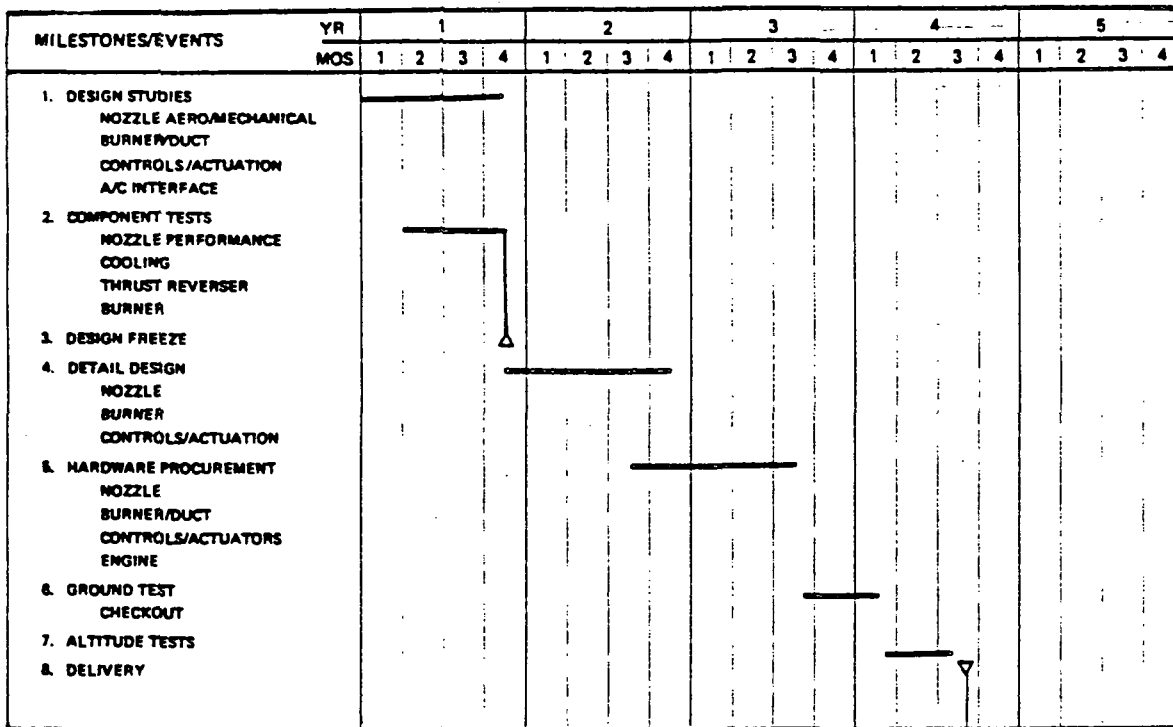 MILESTONES/EVENTS YR 1 2 3 4 5
MOS 1 2 3 4 1 2 3 4 1 2 3 4 1 2 3 4 1 2 3 4
1. DESIGN STUDIES
NOZZLE AERO/MECHANICAL
BURNER/DUCT
CONTROLS/ACTUATION
A/C INTERFACE
2. COMPONENT TESTS
NOZZLE PERFORMANCE
COOLING
THRUST REVERSER
BURNER
3. DESIGN FREEZE
4. DETAIL DESIGN
NOZZLE
BURNER
CONTROLS/ACTUATION
5. HARDWARE PROCUREMENT
NOZZLE
BURNER/DUCT
CONTROLS/ACTUATORS
ENGINE
6. GROUND TEST
CHECKOUT
7. ALTITUDE TESTS
8. DELIVERY